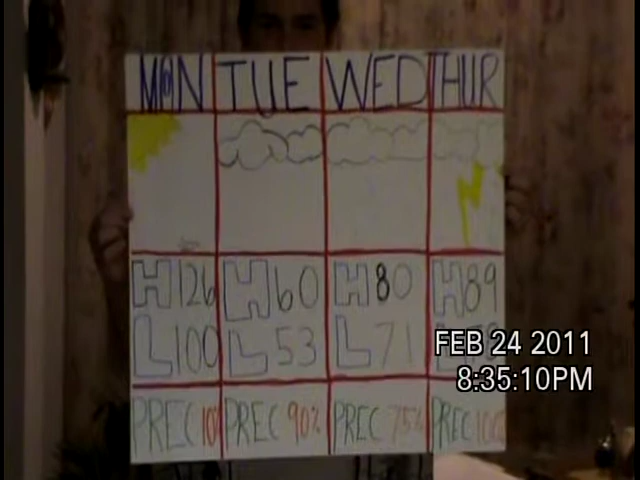 MON TUE WED THUR
H126 H60 H80 H89
L100 L53 L71
FEB 24 2011
8:35:10PM
PREC 10% PREC 90% PREC 75% PREC 100